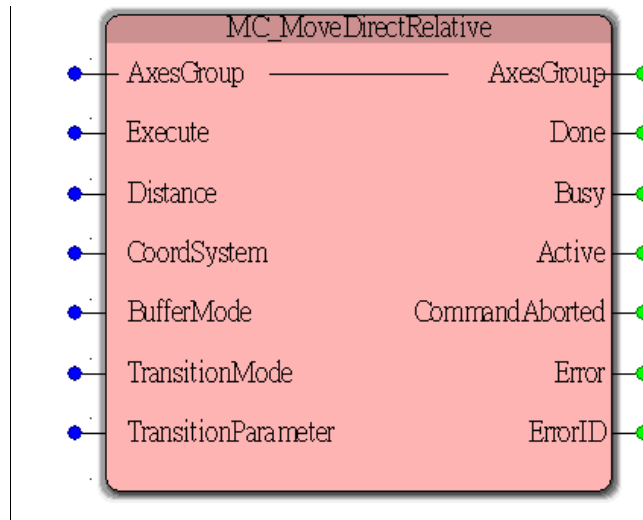 MC_MoveDirectRelative
AxesGroup AxesGroup
Execute Done
Distance Busy
CoordSystem Active
BufferMode CommandAborted
TransitionMode Error
TransitionParameter ErrorID